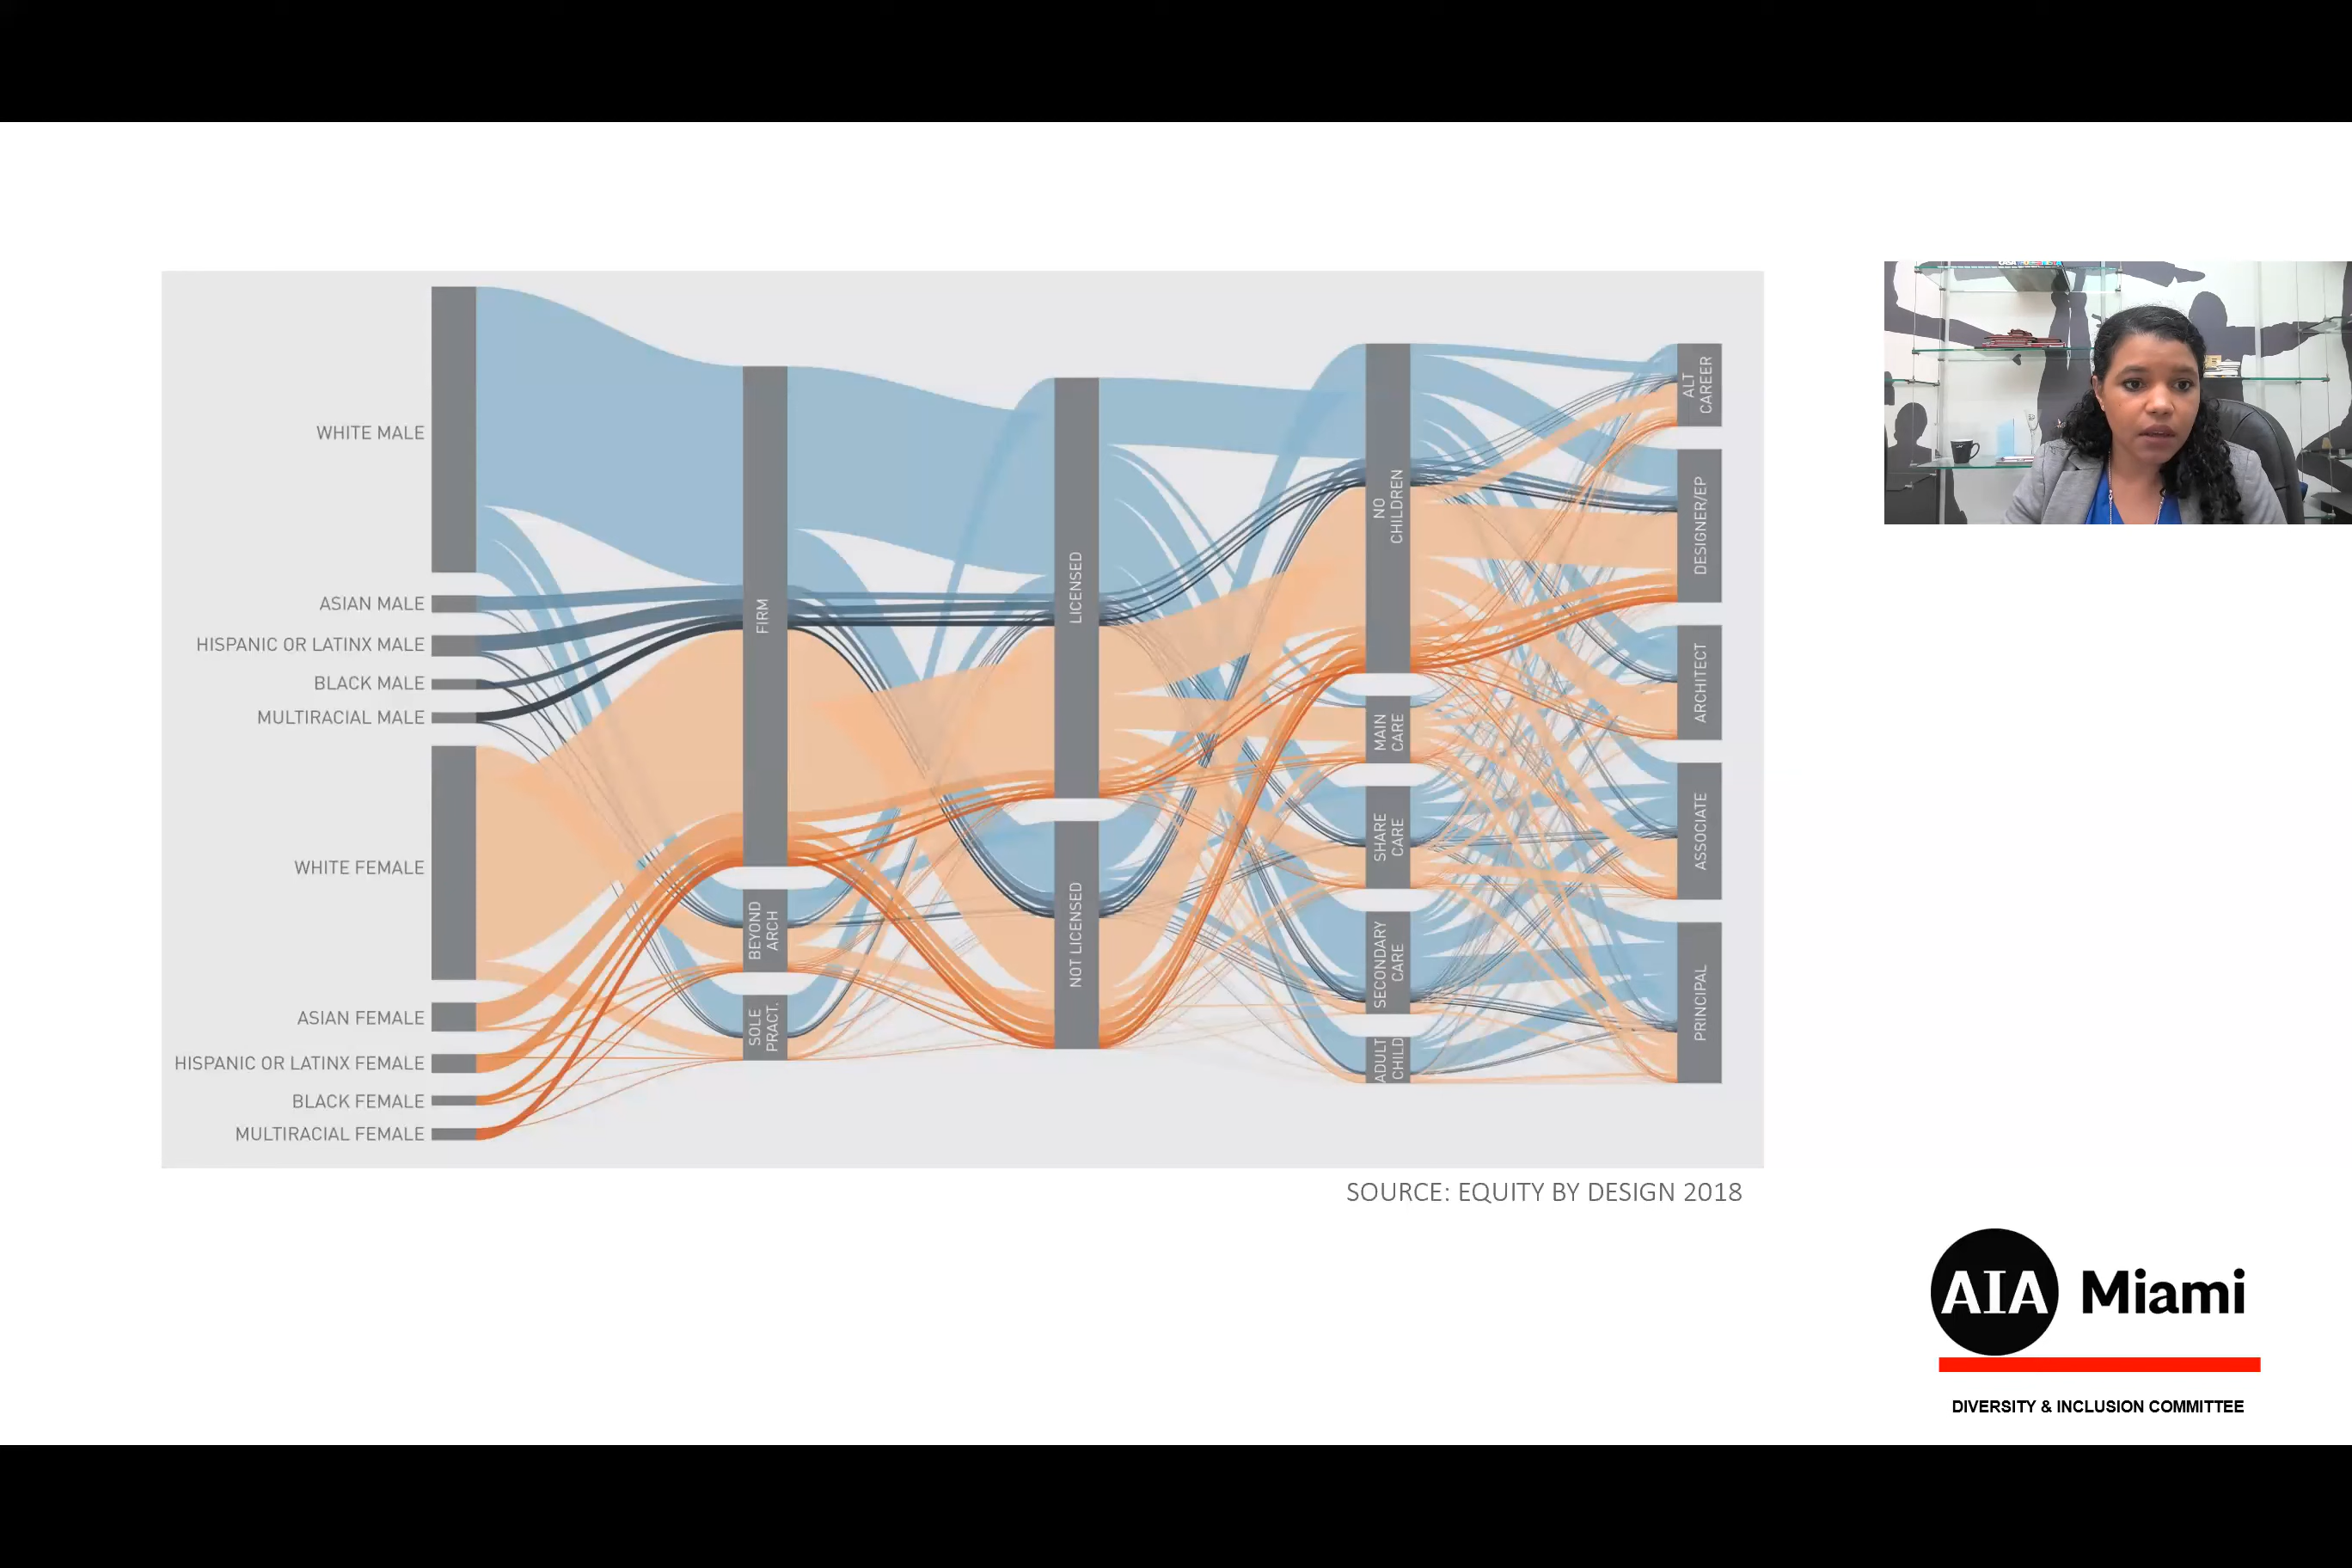 WHITE MALE
ASIAN MALE
HISPANIC OR LATINX MALE
BLACK MALE
MULTIRACIAL MALE
WHITE FEMALE
ASIAN FEMALE
HISPANIC OR LATINX FEMALE
BLACK FEMALE
MULTIRACIAL FEMALE
FIRM
BEYOND
ARCH
SOLE
PRACT.
LICENSED
NOT LICENSED
NO
CHILDREN
MAIN
CARE
SHARE
CARE
SECONDARY
CARE
ADULT
CHILD
ALT
CAREER
DESIGNER/EP
ARCHITECT
ASSOCIATE
PRINCIPAL
SOURCE: EQUITY BY DESIGN 2018
AIA Miami
DIVERSITY & INCLUSION COMMITTEE